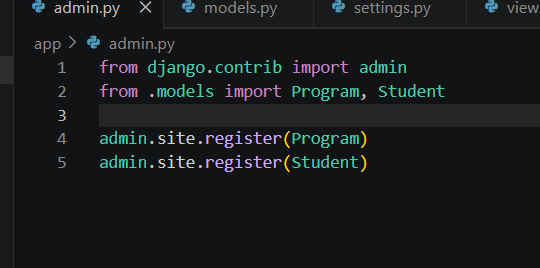 admin.py
models.py
settings.py
view
app > admin.py
1 from django.contrib import admin
2 from .models import Program, Student
3
4 admin.site.register(Program)
5 admin.site.register(Student)